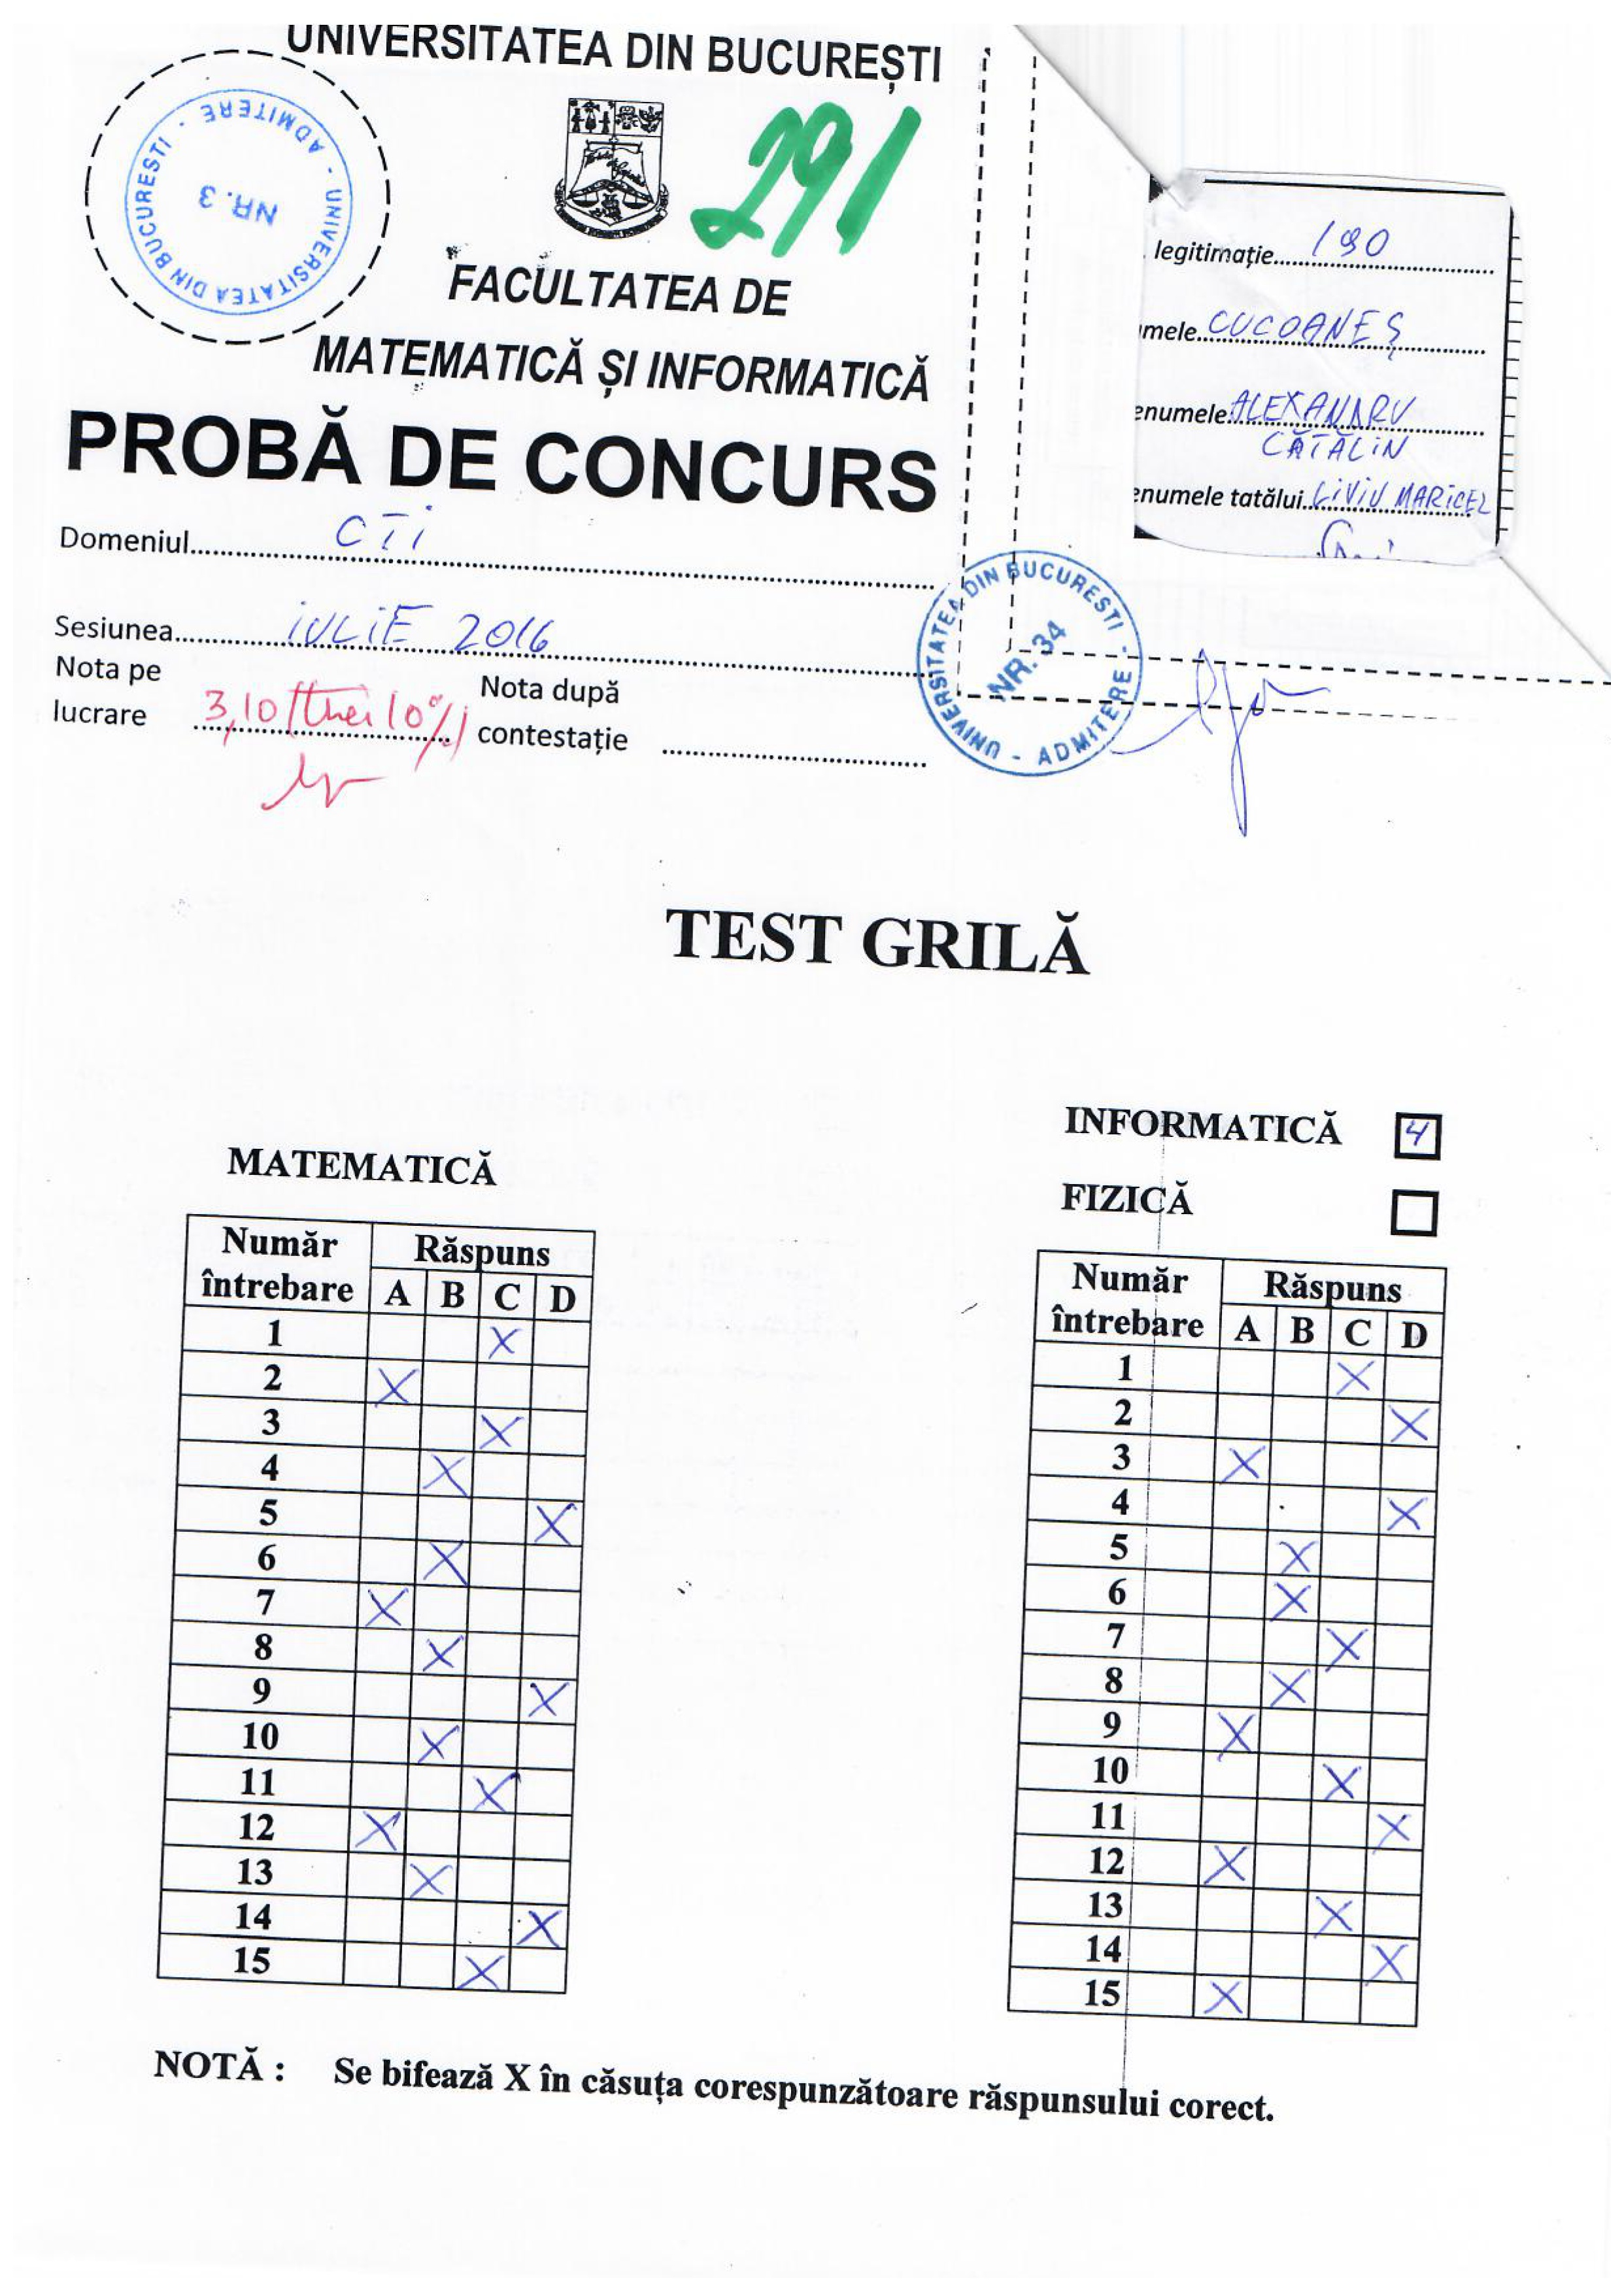 UNIVERSITATEA DIN BUCUREȘTI
UNIVERSITATEA DIN BUCURESTI - ADMITERE -
NR. 3
291
FACULTATEA DE
MATEMATICĂ ȘI INFORMATICĂ
PROBĂ DE CONCURS
legitimație 190
mele CUCOANEȘ
enumele ALEXANDRU
CĂTĂLIN
enumele tatălui LIVIU MARICEL
Domeniul CTI
Sesiunea IULIE 2016
Nota pe
lucrare 3,10 (trei 10%)
Nota după
contestație
UNIVERSITATEA DIN BUCURESTI - ADMITERE -
NR. 34
TEST GRILĂ
MATEMATICĂ
Număr Răspuns
întrebare A B C D
1 X
2 X
3 X
4 X
5 X
6 X
7 X
8 X
9 X
10 X
11 X
12 X
13 X
14 X
15 X
INFORMATICĂ 4
FIZICĂ
Număr Răspuns
întrebare A B C D
1 X
2 X
3 X
4 X
5 X
6 X
7 X
8 X
9 X
10 X
11 X
12 X
13 X
14 X
15 X
NOTĂ : Se bifează X în căsuța corespunzătoare răspunsului corect.